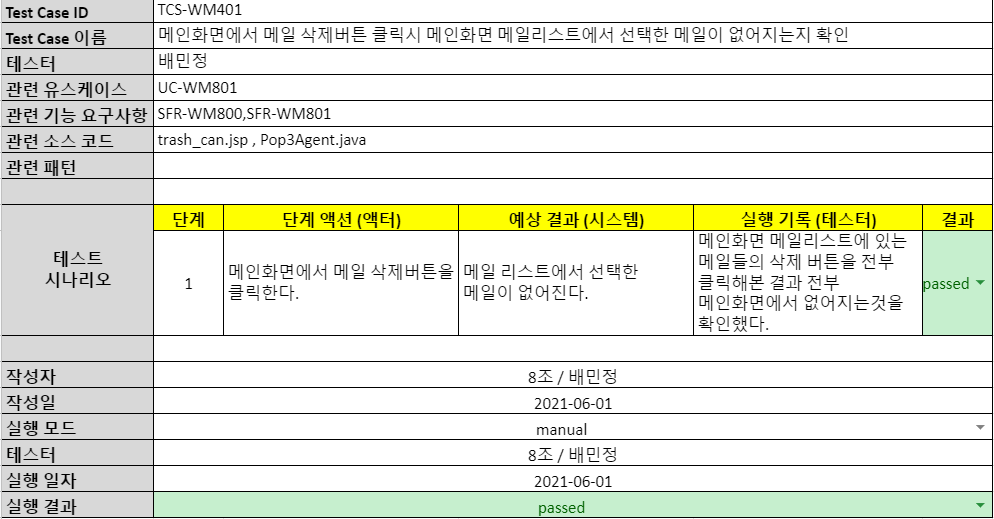 Test Case ID TCS-WM401
Test Case 이름 메인화면에서 메일 삭제버튼 클릭시 메인화면 메일리스트에서 선택한 메일이 없어지는지 확인
테스터 배민정
관련 유스케이스 UC-WM801
관련 기능 요구사항 SFR-WM800,SFR-WM801
관련 소스 코드 trash_can.jsp , Pop3Agent.java
관련 패턴
테스트
시나리오
단계 단계 액션 (액터) 예상 결과 (시스템) 실행 기록 (테스터) 결과
1
메인화면에서 메일 삭제버튼을
클릭한다.
메일 리스트에서 선택한
메일이 없어진다.
메인화면 메일리스트에 있는
메일들의 삭제 버튼을 전부
클릭해본 결과 전부
메인화면에서 없어지는것을
확인했다.
passed
작성자 8조 / 배민정
작성일 2021-06-01
실행 모드 manual
테스터 8조 / 배민정
실행 일자 2021-06-01
실행 결과 passed